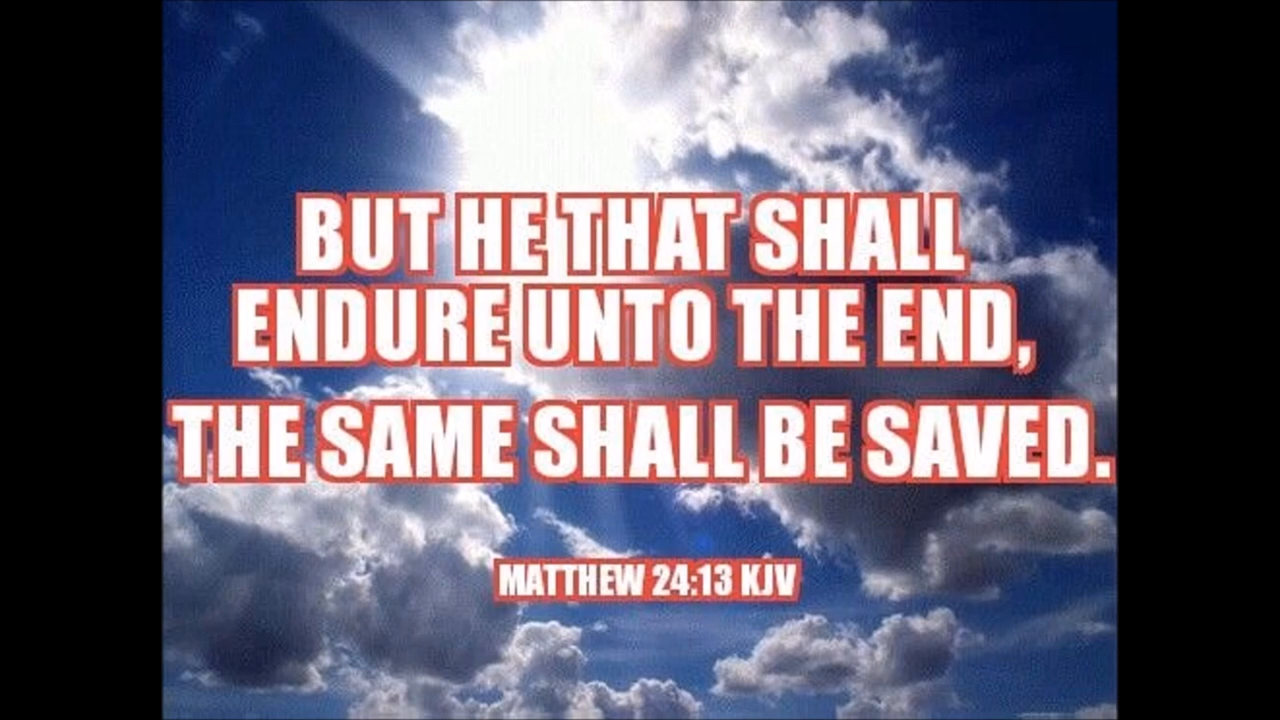 BUT HE THAT SHALL
ENDURE UNTO THE END,
THE SAME SHALL BE SAVED.
MATTHEW 24:13 KJV